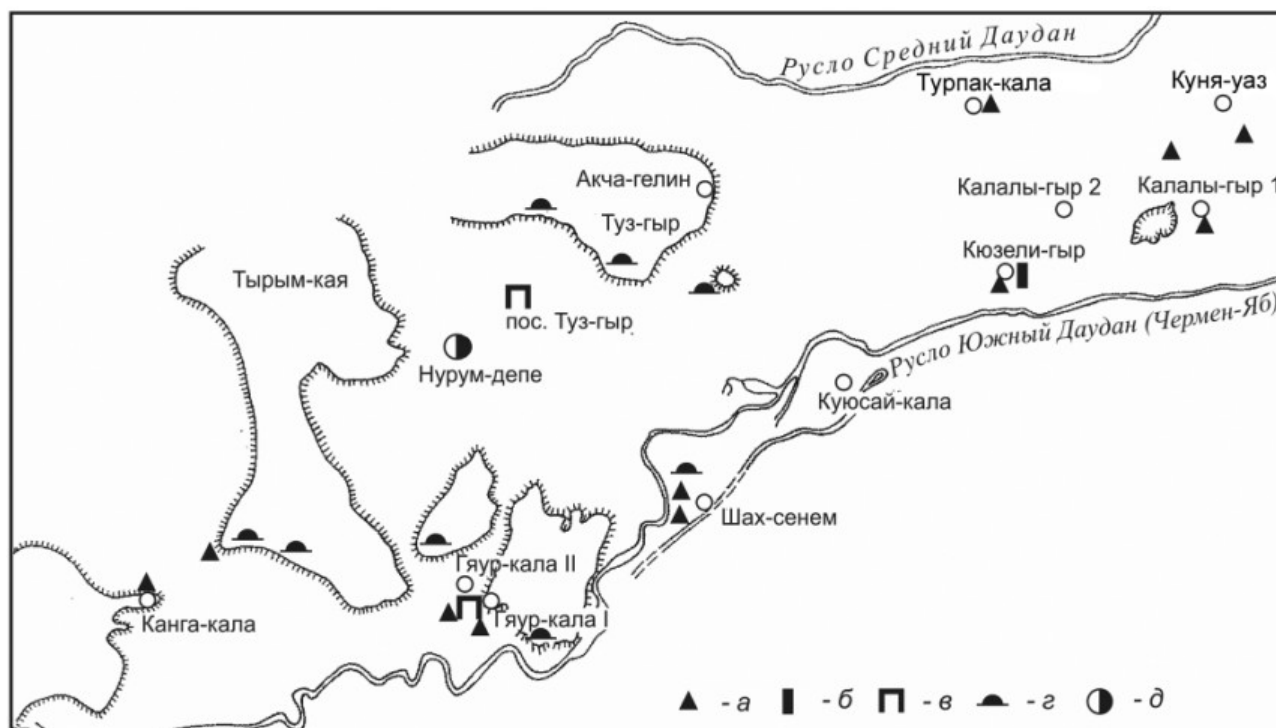 Русло Средний Даудан
Турпак-кала
Куня-уаз
Акча-гелин
Калалы-гыр 2
Калалы-гыр 1
Туз-гыр
Кюзели-гыр
Тырым-кая
пос. Туз-гыр
Русло Южный Даудан (Чермен-Яб)
Нурум-депе
Куюсай-кала
Шах-сенем
Гяур-кала II
Гяур-кала I
Канга-кала
- а - б - в - г - д